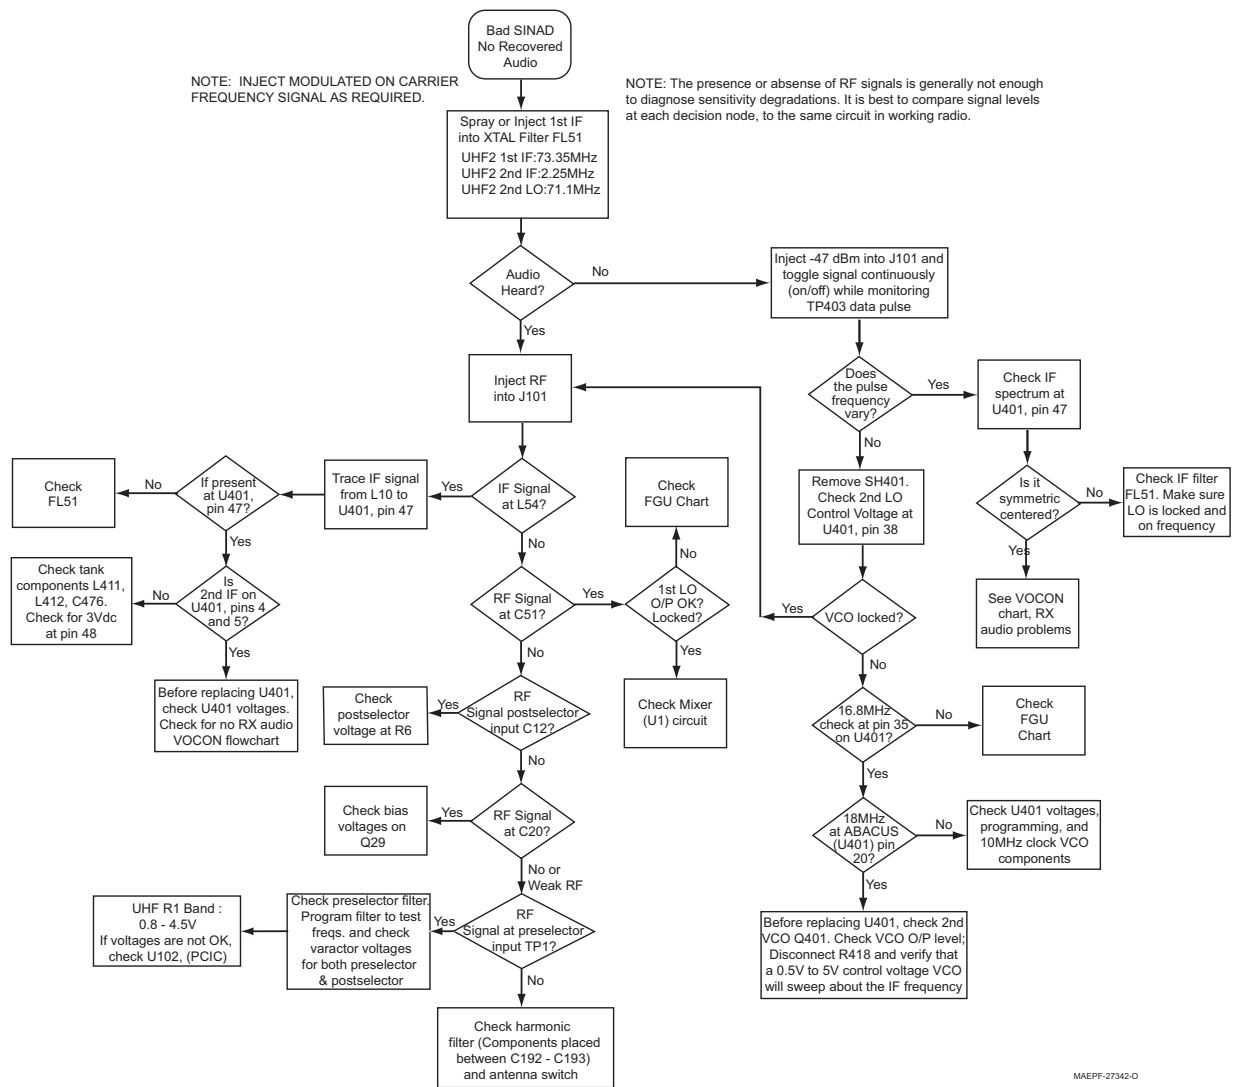 Bad SINAD
No Recovered
Audio
NOTE:  INJECT MODULATED ON CARRIER
FREQUENCY SIGNAL AS REQUIRED.
NOTE: The presence or absense of RF signals is generally not enough
to diagnose sensitivity degradations. It is best to compare signal levels
at each decision node, to the same circuit in working radio.
Spray or Inject 1st IF
into XTAL Filter FL51
UHF2 1st IF:73.35MHz
UHF2 2nd IF:2.25MHz
UHF2 2nd LO:71.1MHz
Audio
Heard?
No
Yes
Inject -47 dBm into J101 and
toggle signal continuously
(on/off) while monitoring
TP403 data pulse
Inject RF
into J101
Does
the pulse
frequency
vary?
Yes
No
Check IF
spectrum at
U401, pin 47
Check
FL51
No
If present
at U401,
pin 47?
Yes
Trace IF signal
from L10 to
U401, pin 47
Yes
IF Signal
at L54?
No
Check
FGU Chart
No
Remove SH401.
Check 2nd LO
Control Voltage at
U401, pin 38
Is it
symmetric
centered?
No
Yes
Check IF filter
FL51. Make sure
LO is locked and
on frequency
Check tank
components L411,
L412, C476.
Check for 3Vdc
at pin 48
No
Is
2nd IF on
U401, pins 4
and 5?
Yes
RF Signal
at C51?
Yes
No
1st LO
O/P OK?
Locked?
Yes
Yes
VCO locked?
No
See VOCON
chart, RX
audio problems
Before replacing U401,
check U401 voltages.
Check for no RX audio
VOCON flowchart
Check
postselector
voltage at R6
Yes
RF
Signal postselector
input C12?
No
Check Mixer
(U1) circuit
16.8MHz
check at pin 35
on U401?
No
Yes
Check
FGU
Chart
Check bias
voltages on
Q29
Yes
RF Signal
at C20?
No or
Weak RF
18MHz
at ABACUS
(U401) pin
20?
No
Yes
Check U401 voltages,
programming, and
10MHz clock VCO
components
UHF R1 Band :
0.8 - 4.5V
If voltages are not OK,
check U102, (PCIC)
Check preselector filter.
Program filter to test
freqs. and check
varactor voltages
for both preselector
& postselector
Yes
RF
Signal at preselector
input TP1?
No
Before replacing U401, check 2nd
VCO Q401. Check VCO O/P level;
Disconnect R418 and verify that
a 0.5V to 5V control voltage VCO
will sweep about the IF frequency
Check harmonic
filter (Components placed
between C192 - C193)
and antenna switch
MAEPF-27342-O